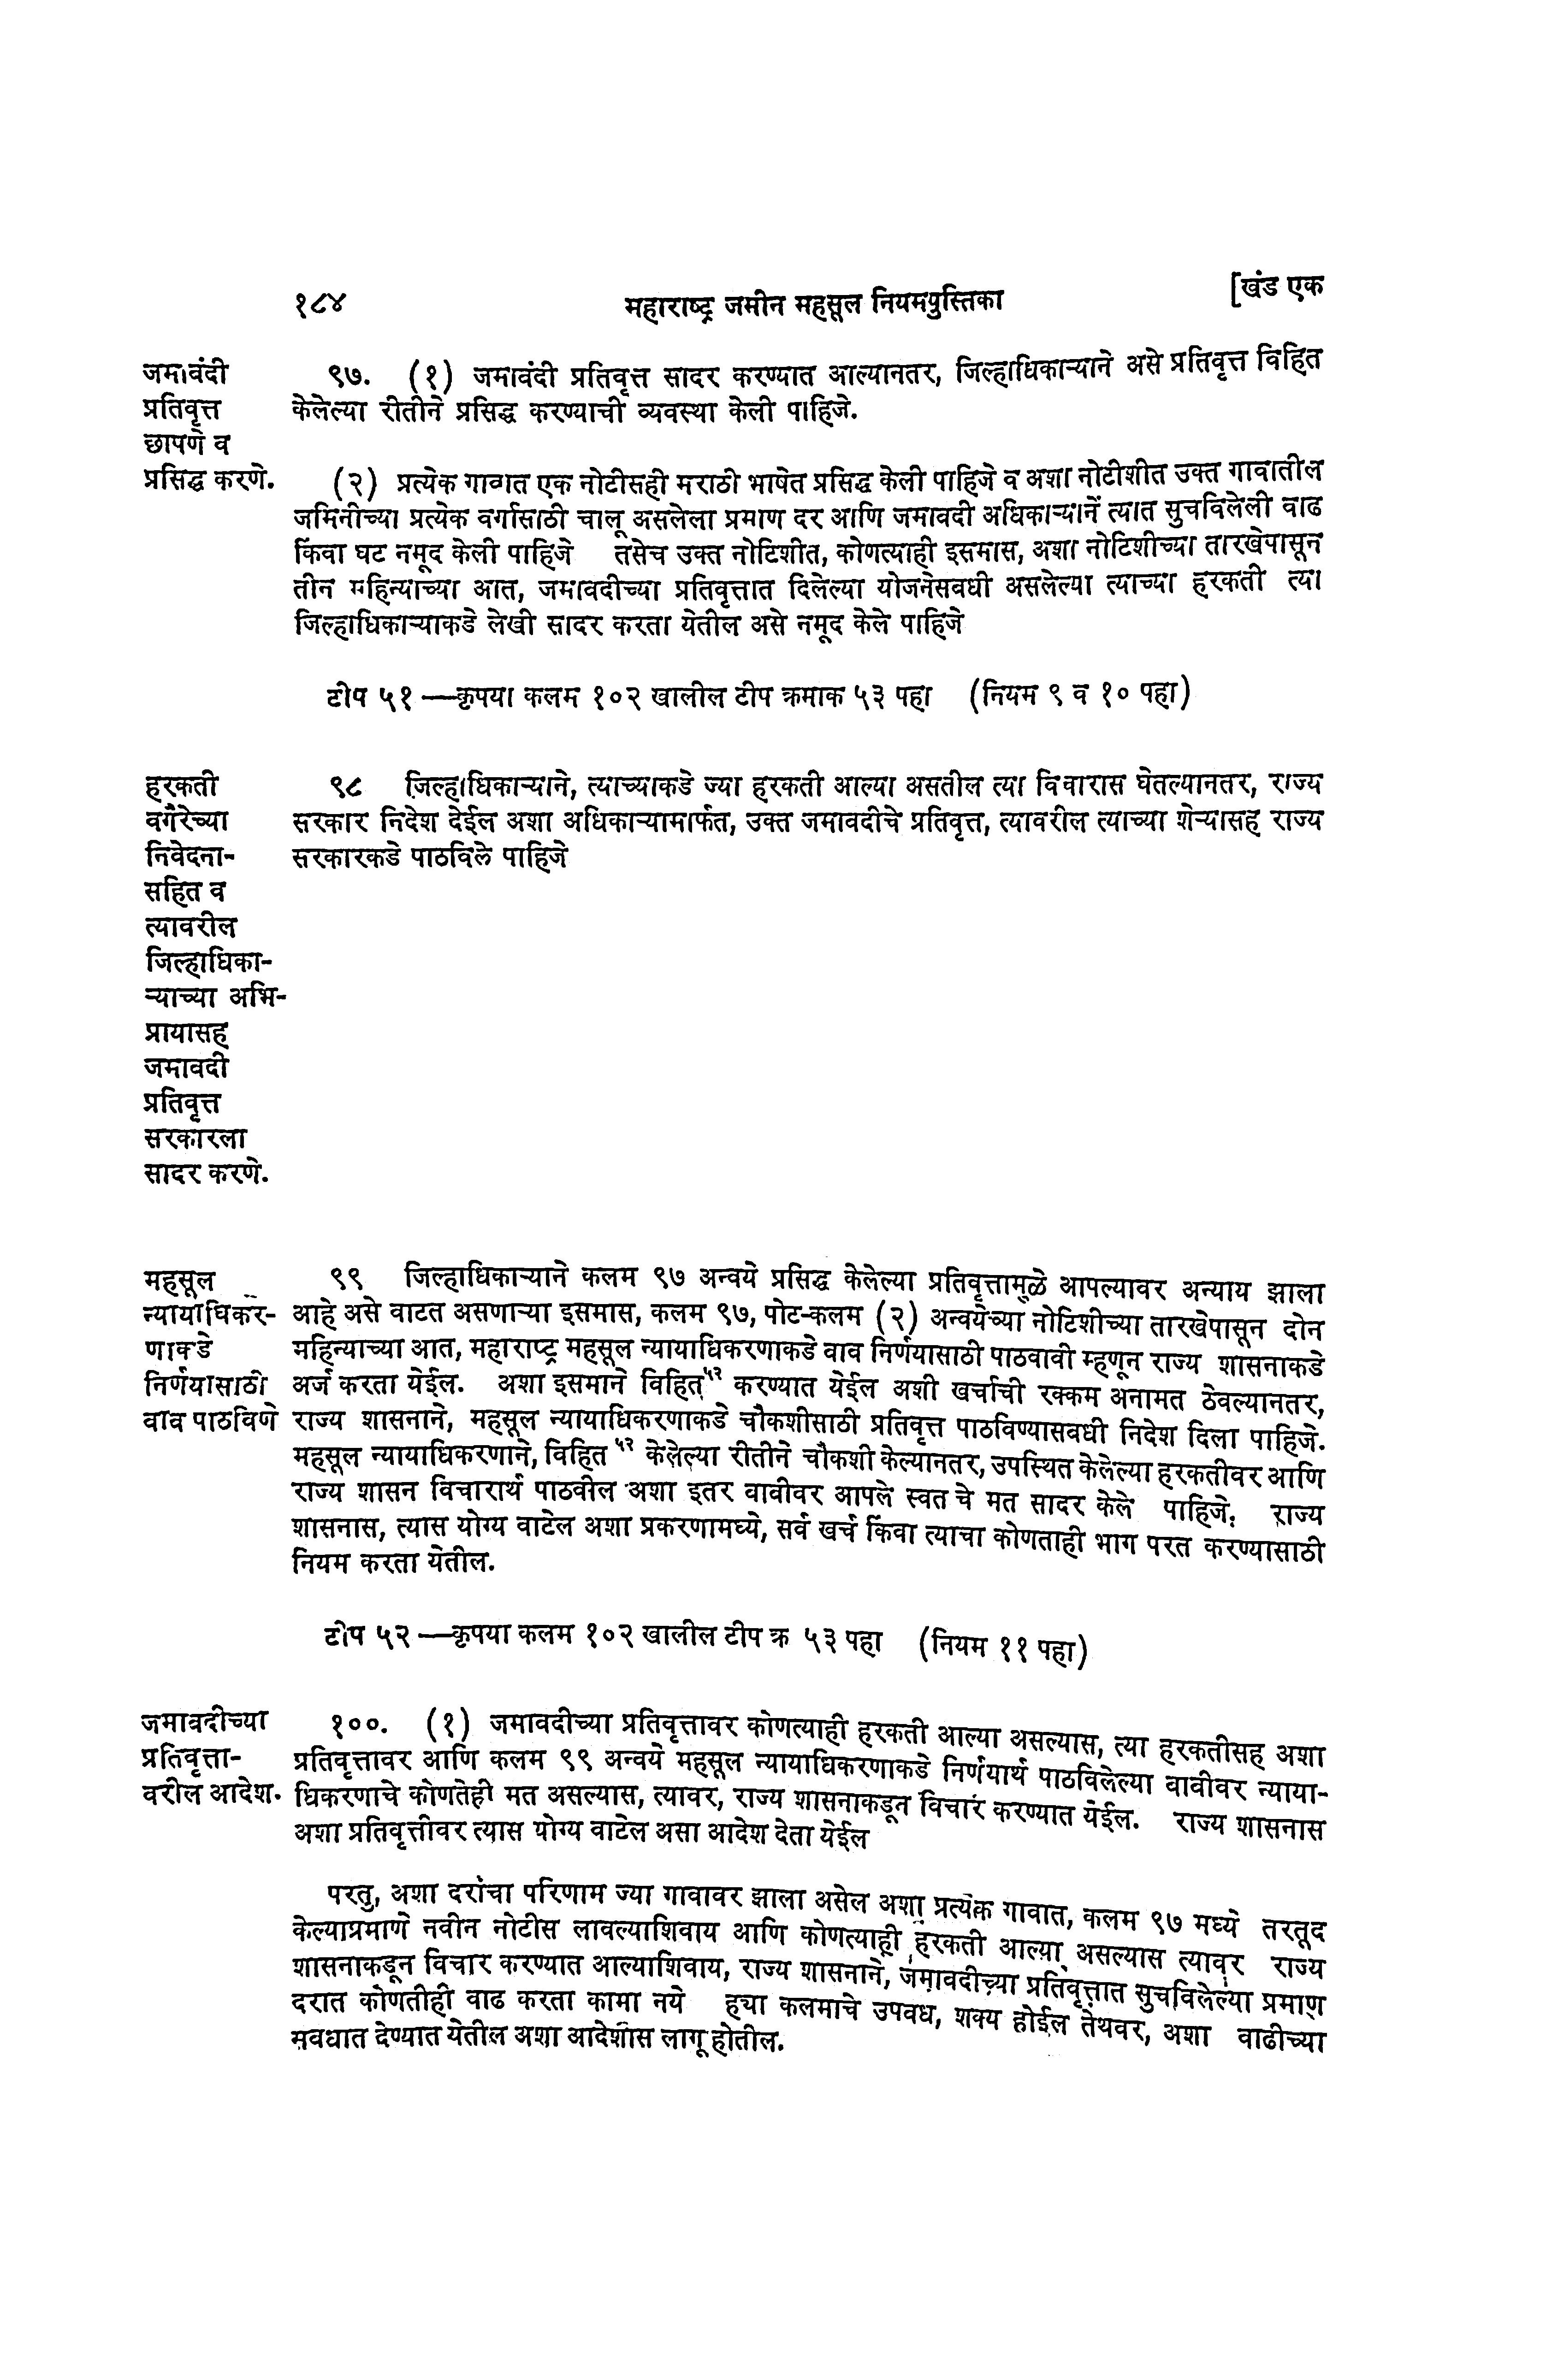 १८४
महाराष्ट्र जमीन महसूल नियमपुस्तिका
[खंड एक
जमावंदी
प्रतिवृत्त
छापणे व
प्रसिद्ध करणे.
९७. (१) जमावंदी प्रतिवृत्त सादर करण्यात आल्यानतर, जिल्हाधिकाऱ्याने असे प्रतिवृत्त विहित
केलेल्या रीतीने प्रसिद्ध करण्याची व्यवस्था केली पाहिजे.
(२) प्रत्येक गावात एक नोटीसही मराठी भाषेत प्रसिद्ध केली पाहिजे व अशा नोटीशीत उक्त गावातील
जमिनीच्या प्रत्येक वर्गासाठी चालू असलेला प्रमाण दर आणि जमावदी अधिकाऱ्यानें त्यात सुचविलेली वाढ
किंवा घट नमूद केली पाहिजे तसेच उक्त नोटिशीत, कोणत्याही इसमास, अशा नोटिशीच्या तारखेपासून
तीन महिन्याच्या आत, जमावदीच्या प्रतिवृत्तात दिलेल्या योजनेसवधी असलेल्या त्याच्या हरकती त्या
जिल्हाधिकाऱ्याकडे लेखी सादर करता येतील असे नमूद केले पाहिजे
टीप ५१ —कृपया कलम १०२ खालील टीप क्रमाक ५३ पहा (नियम ९ व १० पहा)
हरकती
वगैरेच्या
निवेदना-
सहित व
त्यावरील
जिल्हाधिका-
ऱ्याच्या अभि-
प्रायासह
जमावदी
प्रतिवृत्त
सरकारला
सादर करणे.
९८ जिल्हाधिकाऱ्याने, त्याच्याकडे ज्या हरकती आल्या असतील त्या विचारास घेतल्यानतर, राज्य
सरकार निदेश देईल अशा अधिकाऱ्यामार्फत, उक्त जमावदीचे प्रतिवृत्त, त्यावरील त्याच्या शेऱ्यासह राज्य
सरकारकडे पाठविले पाहिजे
महसूल
न्यायाधिकर-
णाकडे
निर्णयासाठी
वाव पाठविणे
९९ जिल्हाधिकाऱ्याने कलम ९७ अन्वये प्रसिद्ध केलेल्या प्रतिवृत्तामुळे आपल्यावर अन्याय झाला
आहे असे वाटत असणाऱ्या इसमास, कलम ९७, पोट-कलम (२) अन्वयेच्या नोटिशीच्या तारखेपासून दोन
महिन्याच्या आत, महाराष्ट्र महसूल न्यायाधिकरणाकडे वाव निर्णयासाठी पाठवावी म्हणून राज्य शासनाकडे
अर्ज करता येईल. अशा इसमाने विहित५२ करण्यात येईल अशी खर्चाची रक्कम अनामत ठेवल्यानतर,
राज्य शासनाने, महसूल न्यायाधिकरणाकडे चौकशीसाठी प्रतिवृत्त पाठविण्यासवधी निदेश दिला पाहिजे.
महसूल न्यायाधिकरणाने, विहित ५२ केलेल्या रीतीने चौकशी केल्यानतर, उपस्थित केलेल्या हरकतीवर आणि
राज्य शासन विचारार्थ पाठवील अशा इतर वावीवर आपले स्वत चे मत सादर केले पाहिजे. राज्य
शासनास, त्यास योग्य वाटेल अशा प्रकरणामध्ये, सर्व खर्च किंवा त्याचा कोणताही भाग परत करण्यासाठी
नियम करता येतील.
टीप ५२ —कृपया कलम १०२ खालील टीप क्र ५३ पहा (नियम ११ पहा)
जमावदीच्या
प्रतिवृत्ता-
वरील आदेश.
१००. (१) जमावदीच्या प्रतिवृत्तावर कोणत्याही हरकती आल्या असल्यास, त्या हरकतीसह अशा
प्रतिवृत्तावर आणि कलम ९९ अन्वये महसूल न्यायाधिकरणाकडे निर्णयार्थ पाठविलेल्या वावीवर न्याया-
धिकरणाचे कोणतेही मत असल्यास, त्यावर, राज्य शासनाकडून विचार करण्यात येईल. राज्य शासनास
अशा प्रतिवृत्तीवर त्यास योग्य वाटेल असा आदेश देता येईल
परतु, अशा दरांचा परिणाम ज्या गावावर झाला असेल अशा प्रत्येक गावात, कलम ९७ मध्ये तरतूद
केल्याप्रमाणे नवीन नोटीस लावल्याशिवाय आणि कोणत्याही हरकती आल्या असल्यास त्यावर राज्य
शासनाकडून विचार करण्यात आल्याशिवाय, राज्य शासनाने, जमावदीच्या प्रतिवृत्तात सुचविलेल्या प्रमाण
दरात कोणतीही वाढ करता कामा नये ह्या कलमाचे उपवध, शक्य होईल तेथवर, अशा वाढीच्या
सवधात देण्यात येतील अशा आदेशास लागू होतील.